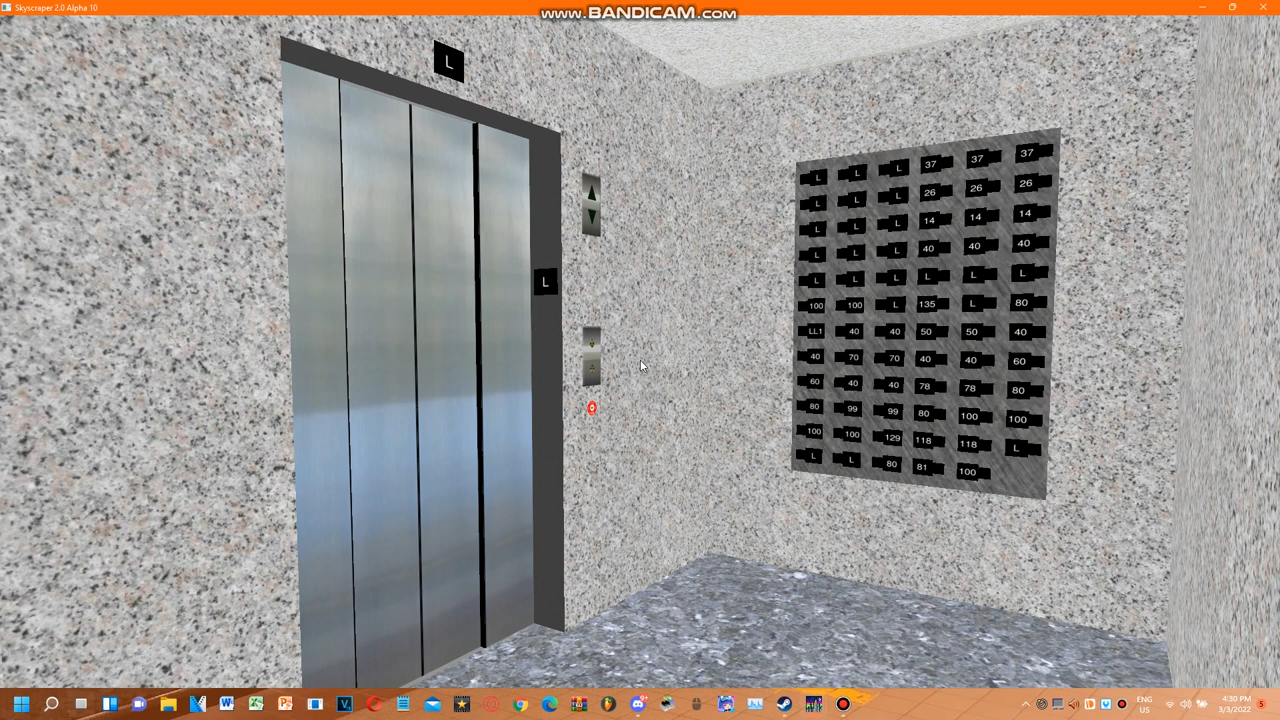 Skyscraper 2.0 Alpha 10
www.BANDICAM.com
L
L
L L L 37 37 37
L L L 26 26 26
L L L 14 14 14
L L L 40 40 40
L L L L L L
100 100 L 135 L 80
LL1 40 40 50 50 40
40 70 70 40 40 60
60 40 40 78 78 80
80 99 99 80 100 100
100 100 129 118 118 L
L L 80 81 100
ENG
US
4:30 PM
3/3/2022
5